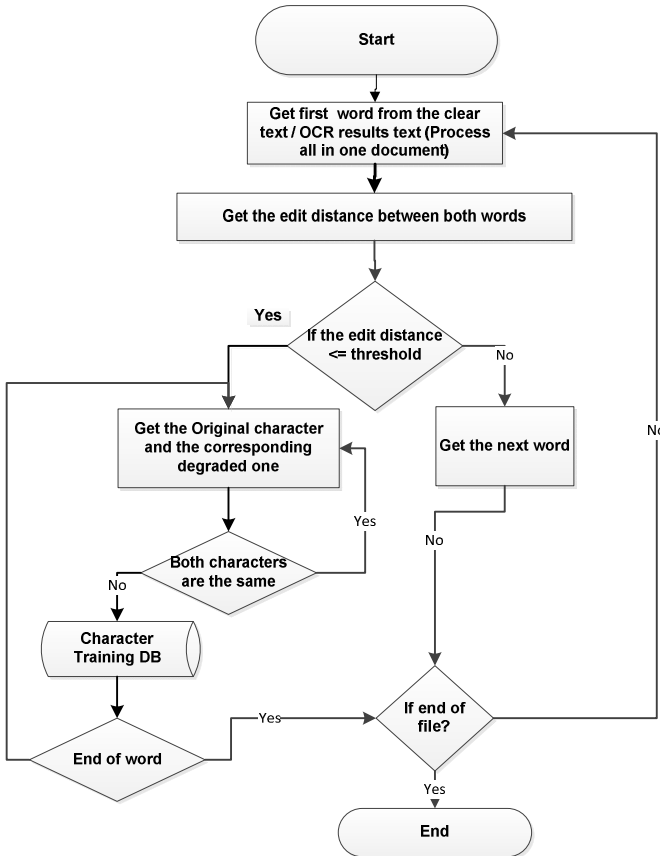 Start
Get first word from the clear
text / OCR results text (Process
all in one document)
Get the edit distance between both words
Yes
If the edit distance
<= threshold
No
Get the Original character
and the corresponding
degraded one
Get the next word
No
Yes
No
Both characters
are the same
No
Character
Training DB
Yes
If end of
file?
End of word
Yes
End